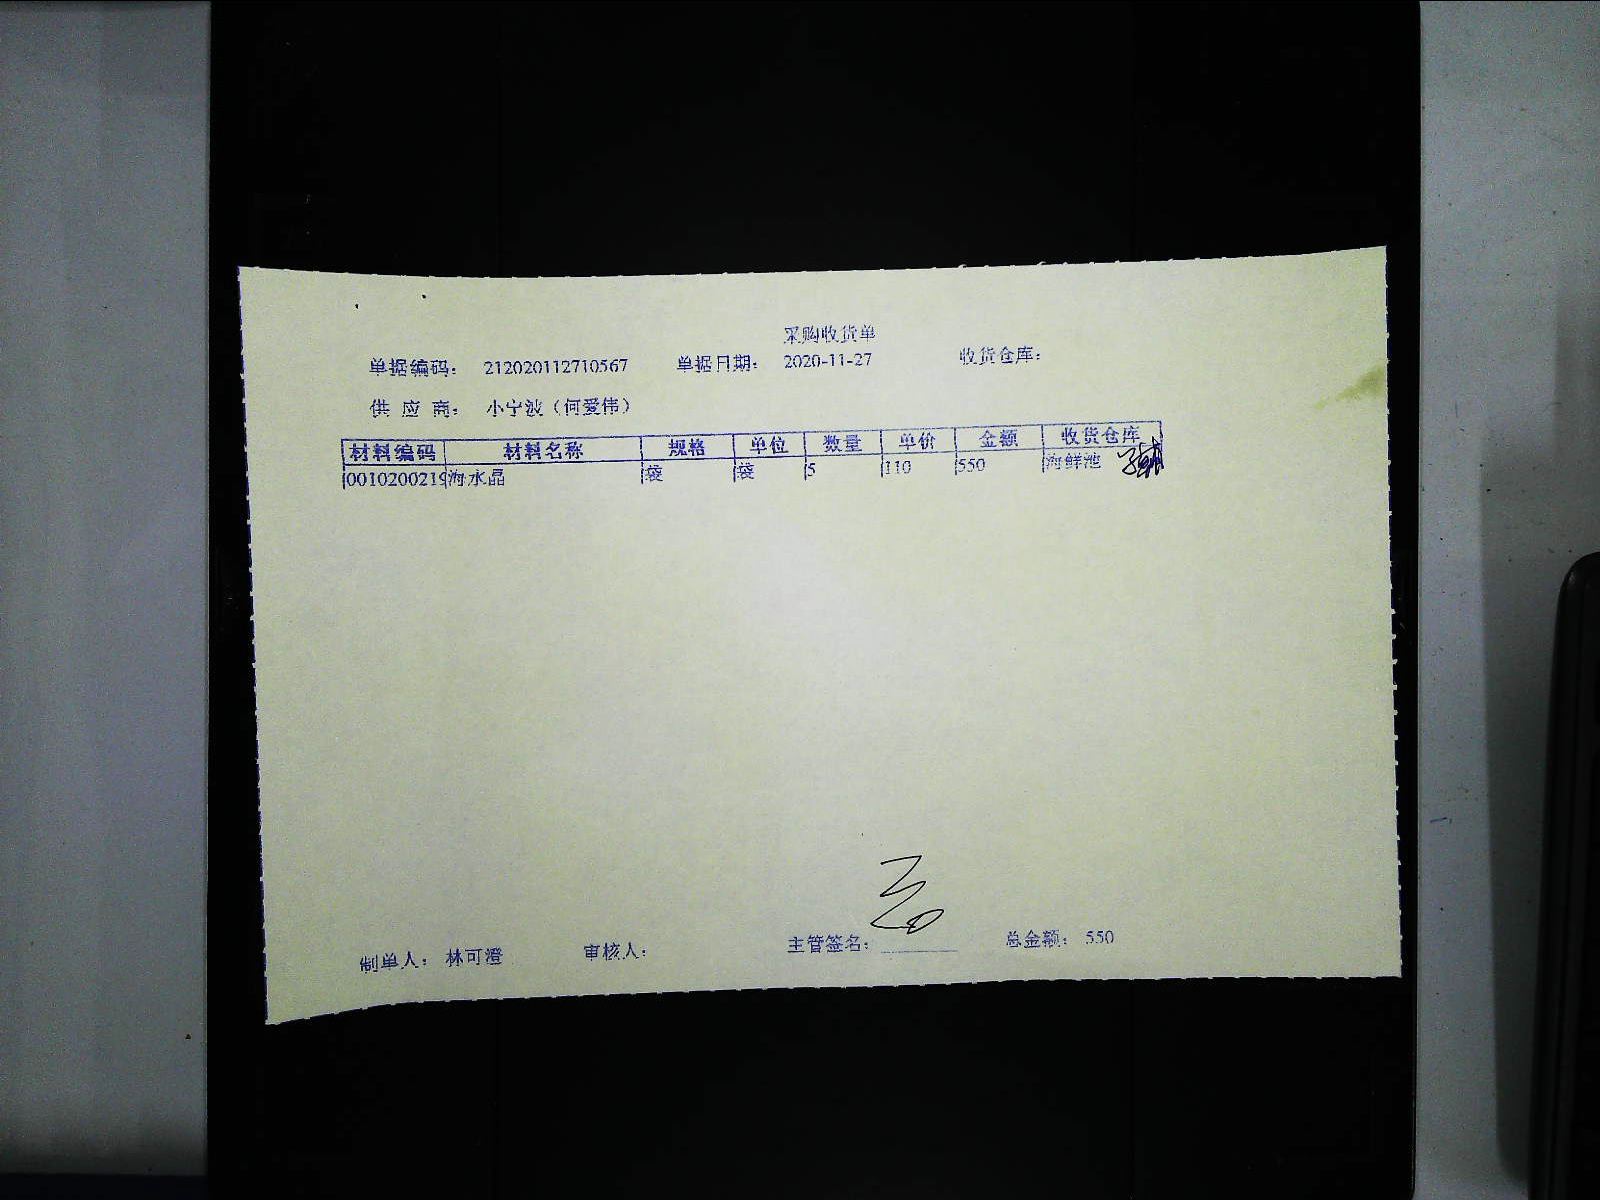 采购收货单
单据编码： 212020112710567 单据日期： 2020-11-27 收货仓库：
供 应 商： 小宁波（何爱伟）
材料编码 材料名称 规格 单位 数量 单价 金额 收货仓库
0010200219 海水晶 袋 袋 5 110 550 海鲜池
制单人： 林可澄 审核人： 主管签名： 总金额： 550